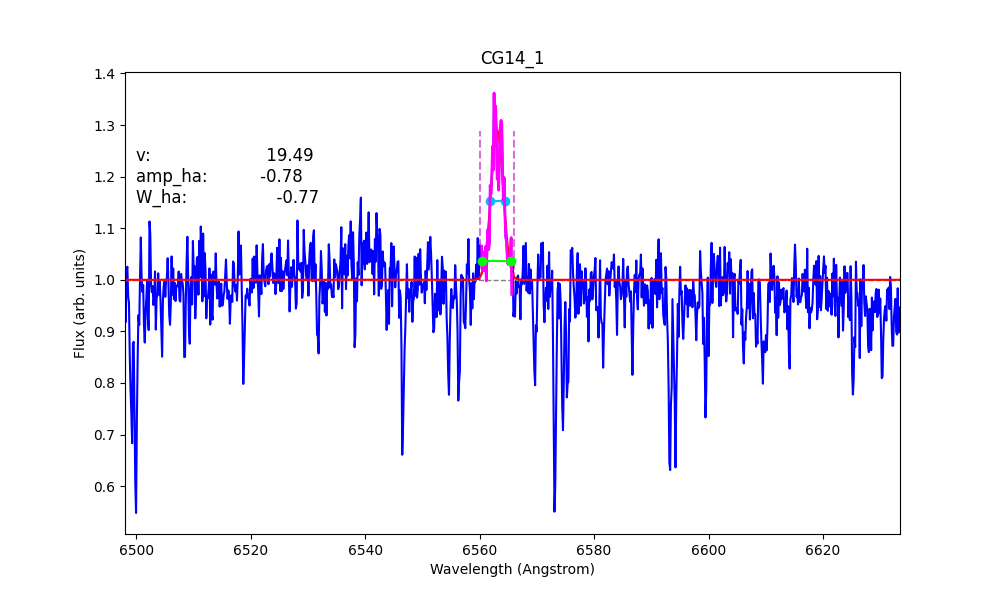 CG14_1
1.4
1.3
1.2
1.1
1.0
0.9
0.8
0.7
0.6
Flux (arb. units)
v: 19.49
amp_ha: -0.78
W_ha: -0.77
6500 6520 6540 6560 6580 6600 6620
Wavelength (Angstrom)